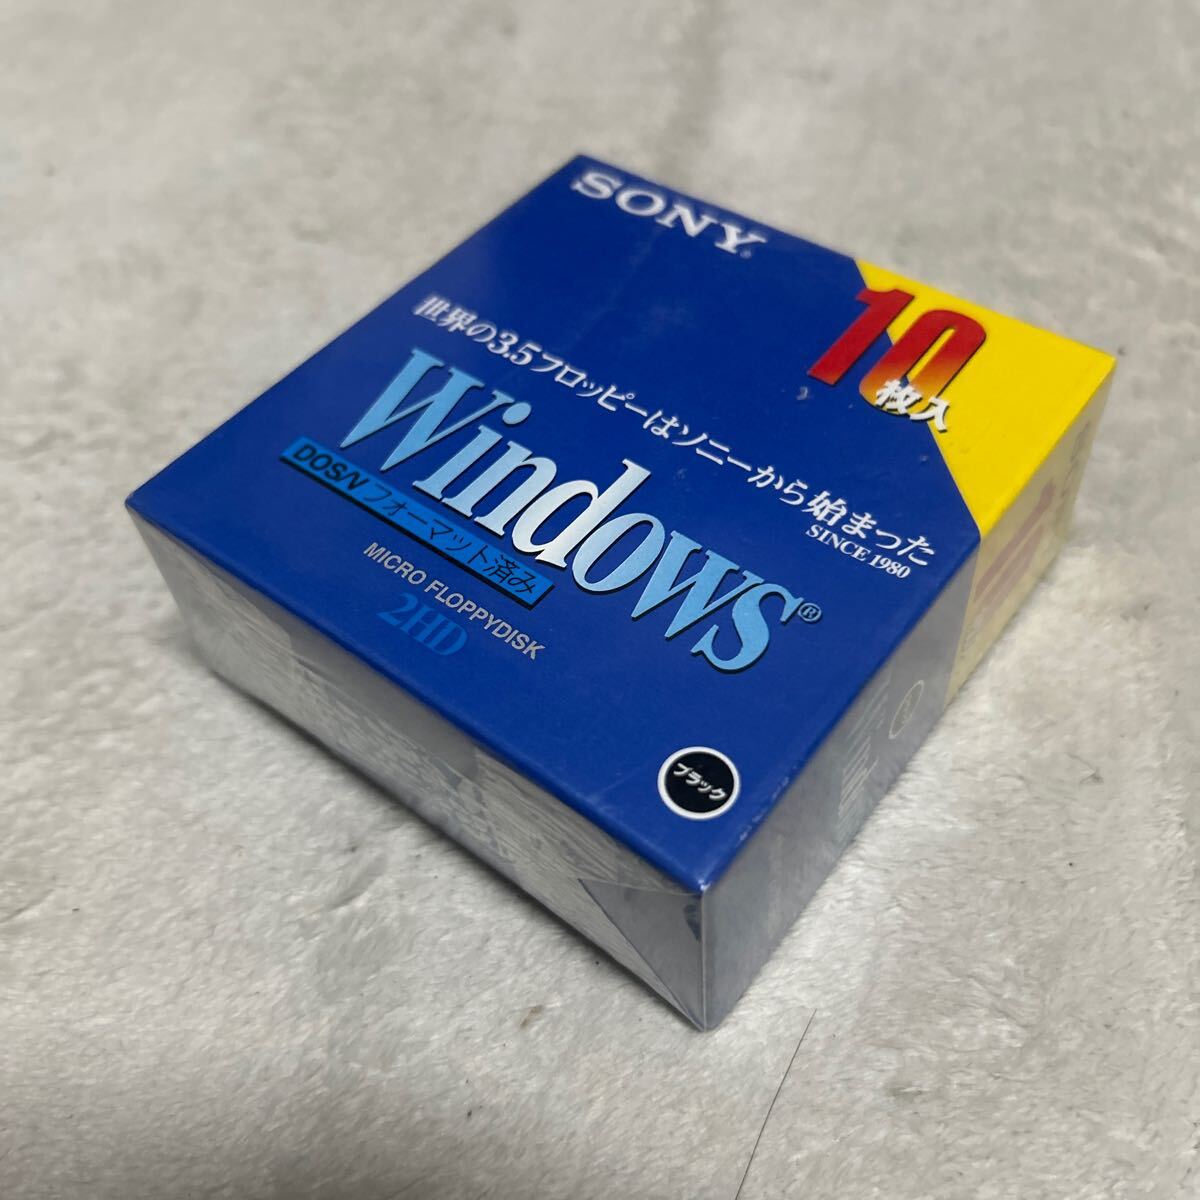 SONY®
10
枚入
世界の3.5フロッピーはソニーから始まった
SINCE 1980
Windows®
DOS/V フォーマット済み
MICRO FLOPPYDISK
2HD
ブラック